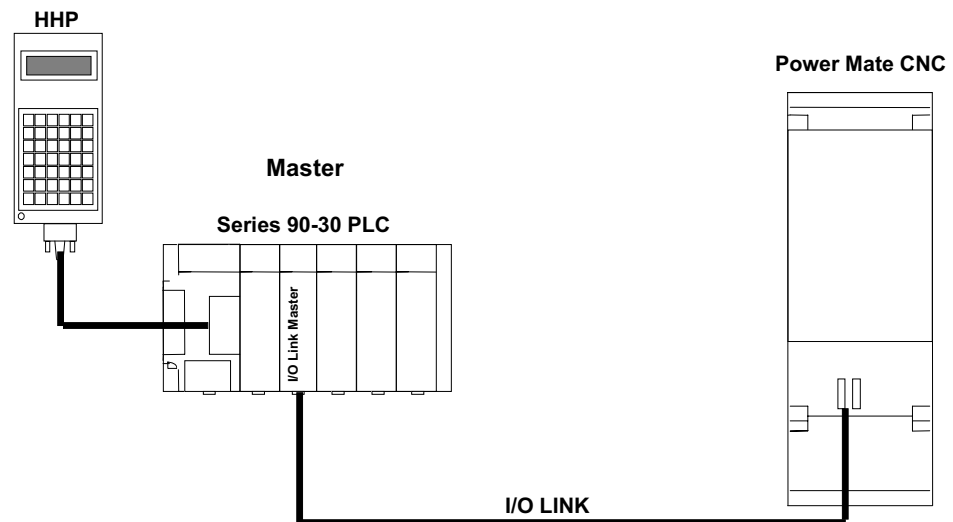 HHP
Power Mate CNC
Master
Series 90-30 PLC
I/O Link Master
I/O LINK